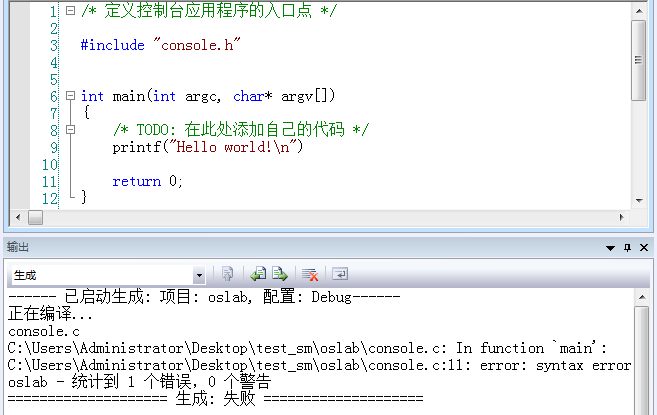 1 /* 定义控制台应用程序的入口点 */
2
3 #include "console.h"
4
5
6 int main(int argc, char* argv[])
7 {
8 /* TODO: 在此处添加自己的代码 */
9 printf("Hello world!\n")
10
11 return 0;
12 }
输出
生成
------ 已启动生成: 项目: oslab, 配置: Debug------
正在编译...
console.c
C:\Users\Administrator\Desktop\test_sm\oslab\console.c: In function `main':
C:\Users\Administrator\Desktop\test_sm\oslab\console.c:11: error: syntax error
oslab - 统计到 1 个错误, 0 个警告
==================== 生成: 失败 ====================